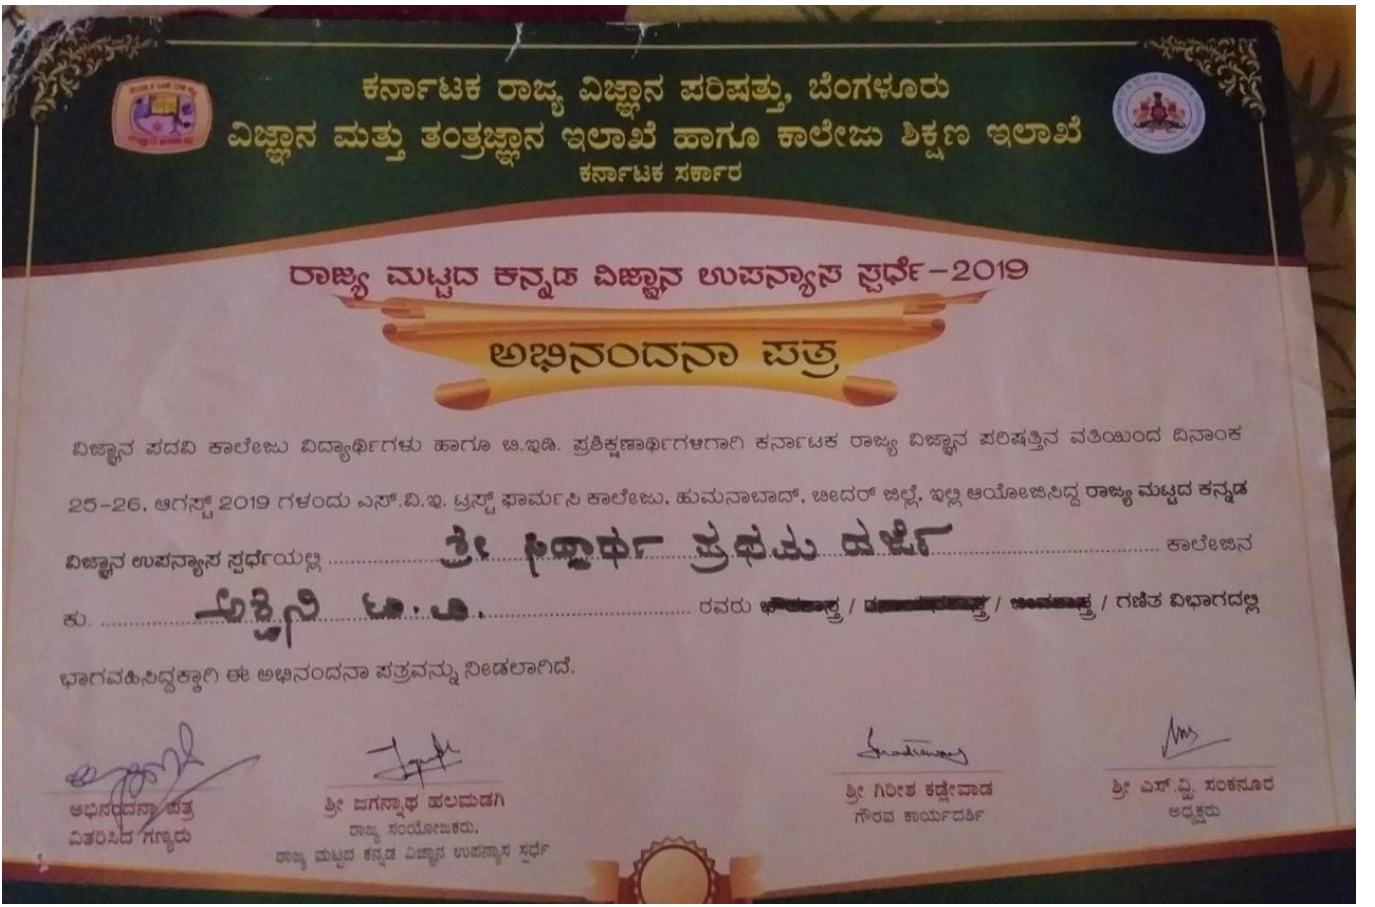 ಕರ್ನಾಟಕ ರಾಜ್ಯ ವಿಜ್ಞಾನ ಪರಿಷತ್ತು, ಬೆಂಗಳೂರು
ವಿಜ್ಞಾನ ಮತ್ತು ತಂತ್ರಜ್ಞಾನ ಇಲಾಖೆ ಹಾಗೂ ಕಾಲೇಜು ಶಿಕ್ಷಣ ಇಲಾಖೆ
ಕರ್ನಾಟಕ ಸರ್ಕಾರ
ರಾಜ್ಯ ಮಟ್ಟದ ಕನ್ನಡ ವಿಜ್ಞಾನ ಉಪನ್ಯಾಸ ಸ್ಪರ್ಧೆ-2019
ಅಭಿನಂದನಾ ಪತ್ರ
ವಿಜ್ಞಾನ ಪದವಿ ಕಾಲೇಜು ವಿದ್ಯಾರ್ಥಿಗಳು ಹಾಗೂ ಬಿ.ಇಡಿ. ಪ್ರಶಿಕ್ಷಣಾರ್ಥಿಗಳಿಗಾಗಿ ಕರ್ನಾಟಕ ರಾಜ್ಯ ವಿಜ್ಞಾನ ಪರಿಷತ್ತಿನ ವತಿಯಿಂದ ದಿನಾಂಕ
25-26, ಆಗಸ್ಟ್ 2019 ಗಳಂದು ಎಸ್.ವಿ.ಇ. ಟ್ರಸ್ಟ್ ಫಾರ್ಮಸಿ ಕಾಲೇಜು, ಹುಮನಾಬಾದ್, ಬೀದರ್ ಜಿಲ್ಲೆ, ಇಲ್ಲಿ ಆಯೋಜಿಸಿದ್ದ ರಾಜ್ಯ ಮಟ್ಟದ ಕನ್ನಡ
ವಿಜ್ಞಾನ ಉಪನ್ಯಾಸ ಸ್ಪರ್ಧೆಯಲ್ಲಿ ಶ್ರೀ ಸಿದ್ಧಾರ್ಥ ಪ್ರಥಮ ದರ್ಜೆ ಕಾಲೇಜಿನ
ಕು. ಅಶ್ವಿನಿ ಟಿ.ಎ. ರವರು / / / ಗಣಿತ ವಿಭಾಗದಲ್ಲಿ
ಭಾಗವಹಿಸಿದ್ದಕ್ಕಾಗಿ ಈ ಅಭಿನಂದನಾ ಪತ್ರವನ್ನು ನೀಡಲಾಗಿದೆ.
ಅಭಿನಂದನಾ ಪತ್ರ
ವಿತರಿಸಿದ ಗಣ್ಯರು
ಶ್ರೀ ಜಗನ್ನಾಥ ಹಲಮಡಗಿ
ರಾಜ್ಯ ಸಂಯೋಜಕರು,
ರಾಜ್ಯ ಮಟ್ಟದ ಕನ್ನಡ ವಿಜ್ಞಾನ ಉಪನ್ಯಾಸ ಸ್ಪರ್ಧೆ
ಶ್ರೀ ಗಿರೀಶ ಕಡ್ಲೇವಾಡ
ಗೌರವ ಕಾರ್ಯದರ್ಶಿ
ಶ್ರೀ ಎಸ್.ವ್ಹಿ. ಸಂಕನೂರ
ಅಧ್ಯಕ್ಷರು